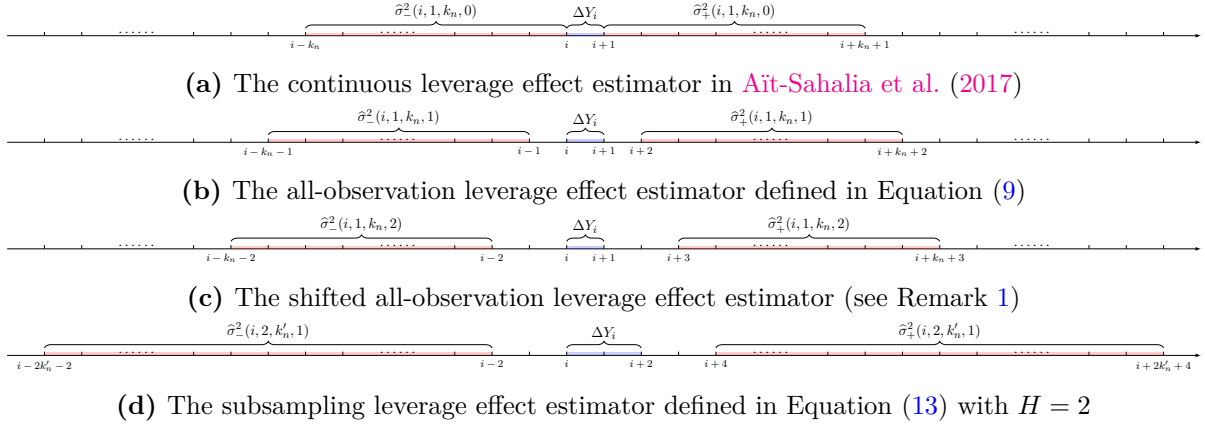 σ̂²₋(i, 1, kₙ, 0) ΔYᵢ σ̂²₊(i, 1, kₙ, 0)
...... ...... ...... ......
i − kₙ i i + 1 i + kₙ + 1
(a) The continuous leverage effect estimator in Aït-Sahalia et al. (2017)
σ̂²₋(i, 1, kₙ, 1) ΔYᵢ σ̂²₊(i, 1, kₙ, 1)
...... ...... ...... ......
i − kₙ − 1 i − 1 i i + 1 i + 2 i + kₙ + 2
(b) The all-observation leverage effect estimator defined in Equation (9)
σ̂²₋(i, 1, kₙ, 2) ΔYᵢ σ̂²₊(i, 1, kₙ, 2)
...... ...... ...... ......
i − kₙ − 2 i − 2 i i + 1 i + 3 i + kₙ + 3
(c) The shifted all-observation leverage effect estimator (see Remark 1)
σ̂²₋(i, 2, k′ₙ, 1) ΔYᵢ σ̂²₊(i, 2, k′ₙ, 1)
...... ......
i − 2k′ₙ − 2 i − 2 i i + 2 i + 4 i + 2k′ₙ + 4
(d) The subsampling leverage effect estimator defined in Equation (13) with H = 2